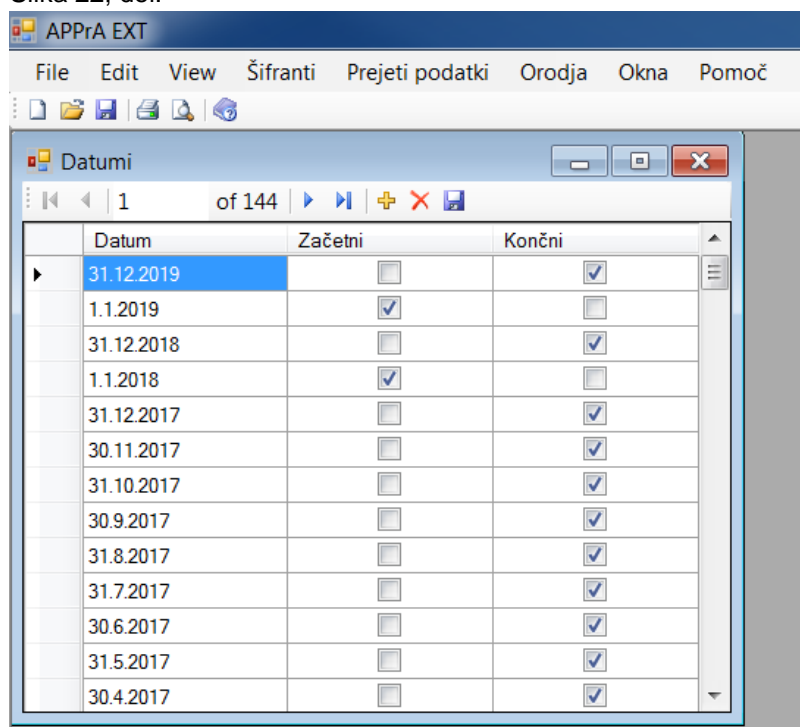 APPrA EXT
File Edit View Šifranti Prejeti podatki Orodja Okna Pomoč
Datumi
1 of 144
Datum Začetni Končni
31.12.2019
1.1.2019
31.12.2018
1.1.2018
31.12.2017
30.11.2017
31.10.2017
30.9.2017
31.8.2017
31.7.2017
30.6.2017
31.5.2017
30.4.2017